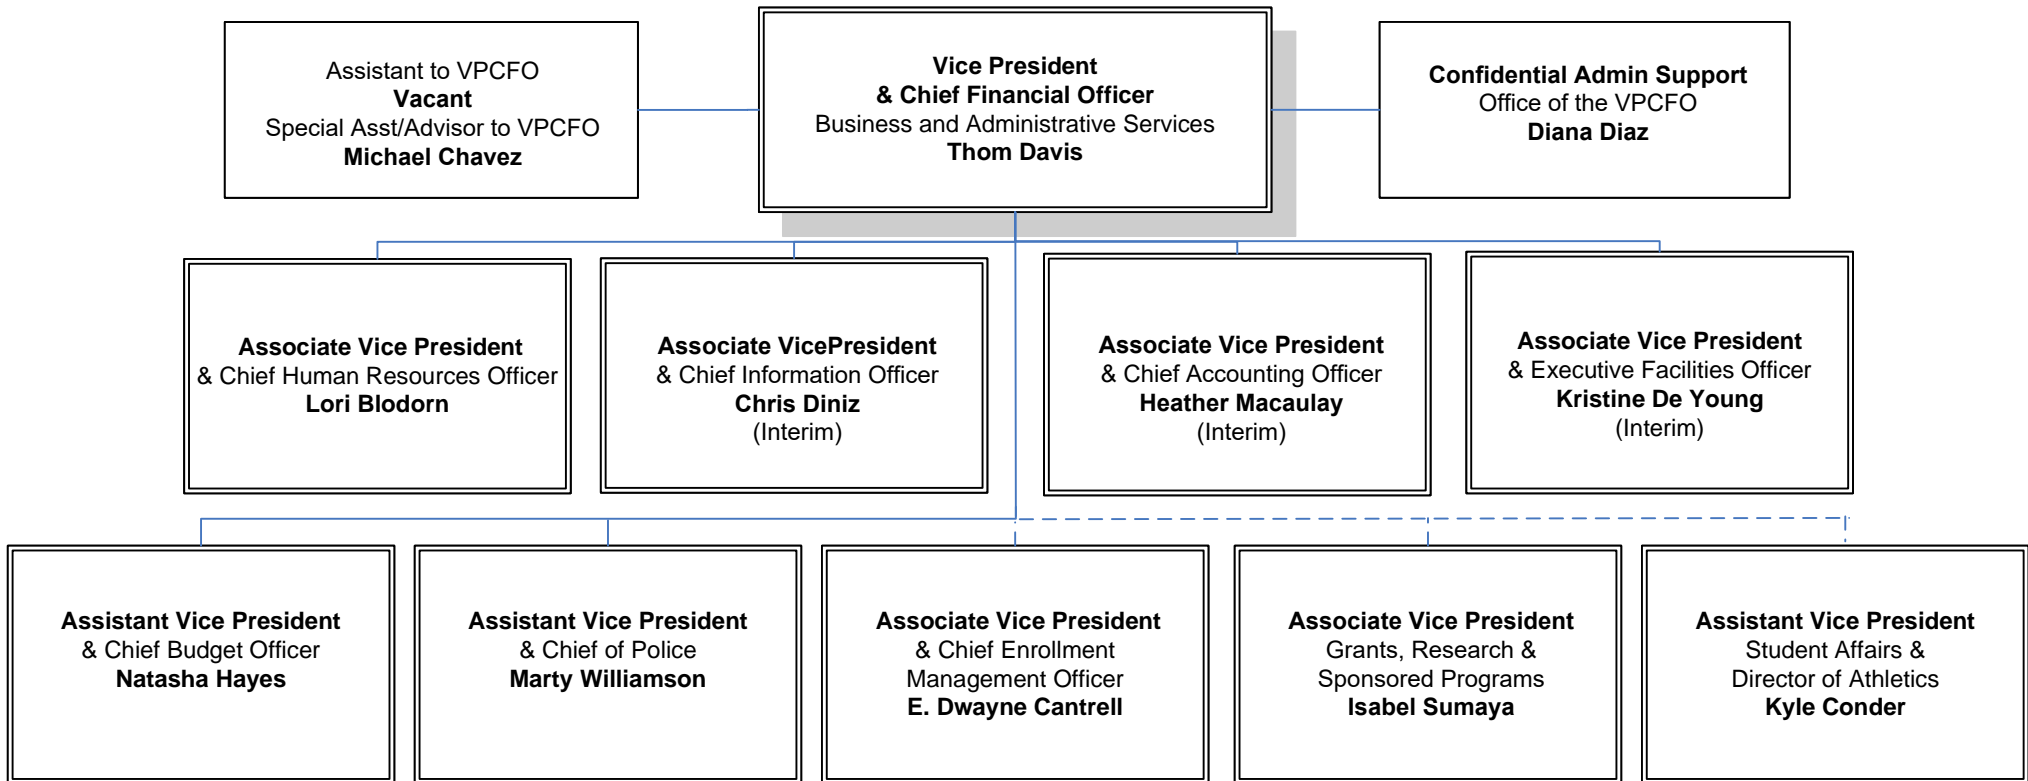 Assistant to VPCFO
Vacant
Special Asst/Advisor to VPCFO
Michael Chavez
Vice President
& Chief Financial Officer
Business and Administrative Services
Thom Davis
Confidential Admin Support
Office of the VPCFO
Diana Diaz
Associate Vice President
& Chief Human Resources Officer
Lori Blodorn
Associate VicePresident
& Chief Information Officer
Chris Diniz
(Interim)
Associate Vice President
& Chief Accounting Officer
Heather Macaulay
(Interim)
Associate Vice President
& Executive Facilities Officer
Kristine De Young
(Interim)
Assistant Vice President
& Chief Budget Officer
Natasha Hayes
Assistant Vice President
& Chief of Police
Marty Williamson
Associate Vice President
& Chief Enrollment
Management Officer
E. Dwayne Cantrell
Associate Vice President
Grants, Research &
Sponsored Programs
Isabel Sumaya
Assistant Vice President
Student Affairs &
Director of Athletics
Kyle Conder